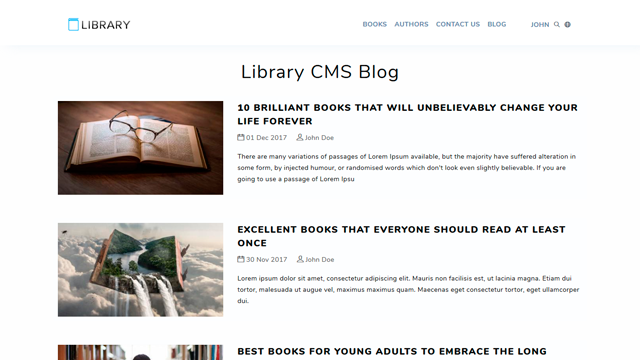 LIBRARY
BOOKS AUTHORS CONTACT US BLOG JOHN
Library CMS Blog
10 BRILLIANT BOOKS THAT WILL UNBELIEVABLY CHANGE YOUR
LIFE FOREVER
01 Dec 2017 John Doe
There are many variations of passages of Lorem Ipsum available, but the majority have suffered alteration in
some form, by injected humour, or randomised words which don't look even slightly believable. If you are
going to use a passage of Lorem Ipsu
EXCELLENT BOOKS THAT EVERYONE SHOULD READ AT LEAST
ONCE
30 Nov 2017 John Doe
Lorem ipsum dolor sit amet, consectetur adipiscing elit. Mauris non facilisis est, ut lacinia magna. Etiam dui
tortor, malesuada ut augue vel, maximus maximus quam. Maecenas eget consectetur tortor, eget ullamcorper
dui.
BEST BOOKS FOR YOUNG ADULTS TO EMBRACE THE LONG